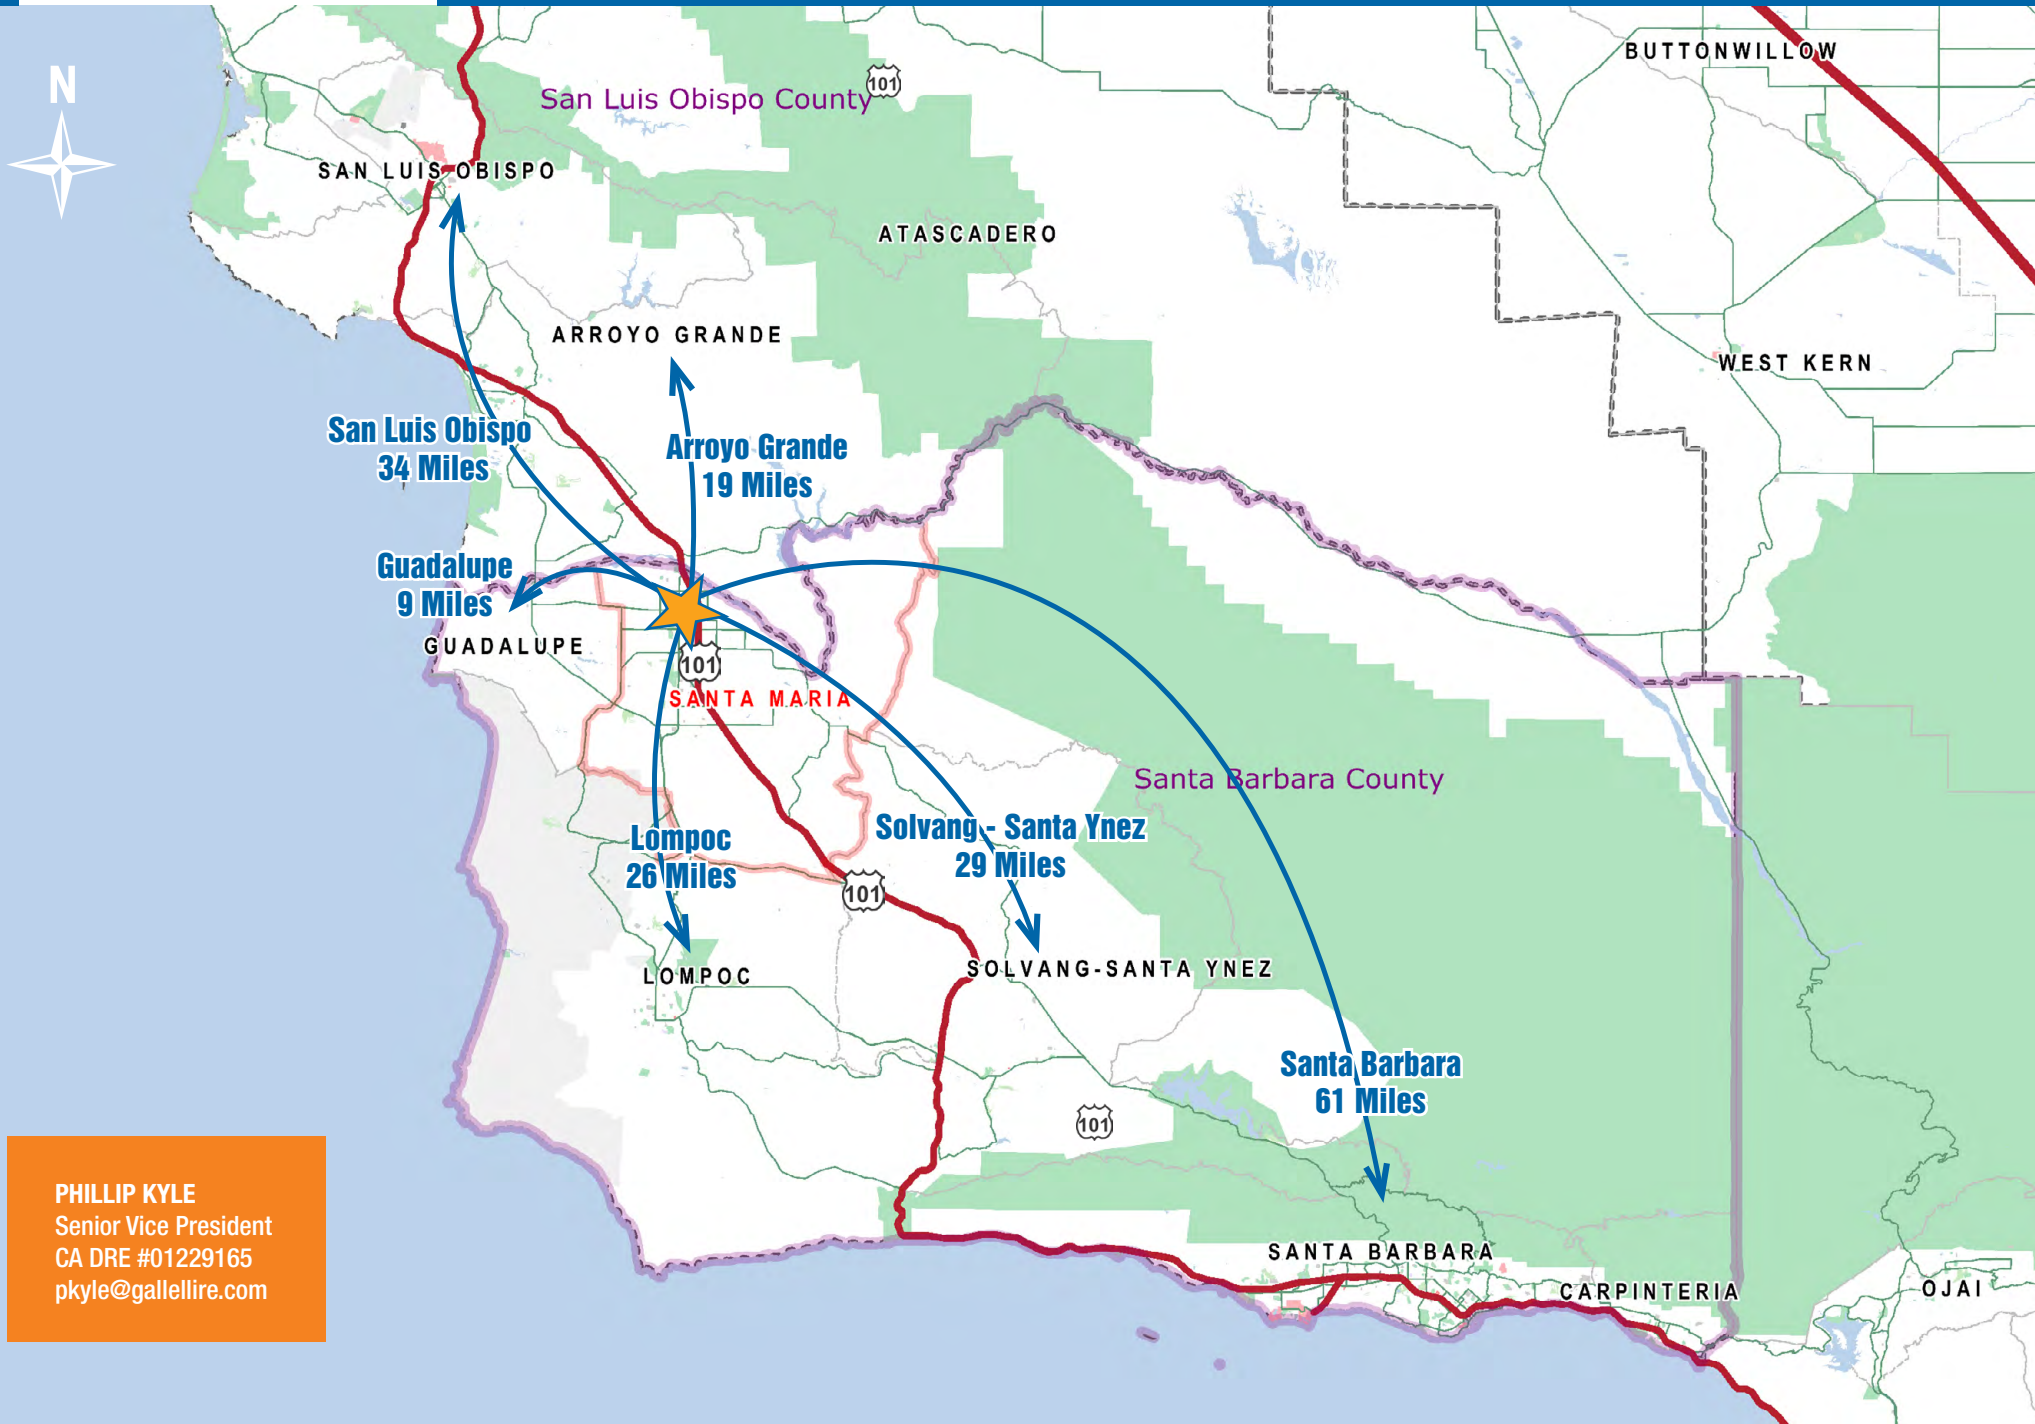 BUTTONWILLOW
N
101
San Luis Obispo County
SAN LUIS OBISPO
ATASCADERO
ARROYO GRANDE
WEST KERN
San Luis Obispo
34 Miles
Arroyo Grande
19 Miles
Guadalupe
9 Miles
GUADALUPE
101
SANTA MARIA
Santa Barbara County
Lompoc
26 Miles
Solvang - Santa Ynez
29 Miles
101
LOMPOC
SOLVANG-SANTA YNEZ
Santa Barbara
61 Miles
101
PHILLIP KYLE
Senior Vice President
CA DRE #01229165
pkyle@gallellire.com
SANTA BARBARA
CARPINTERIA
OJAI